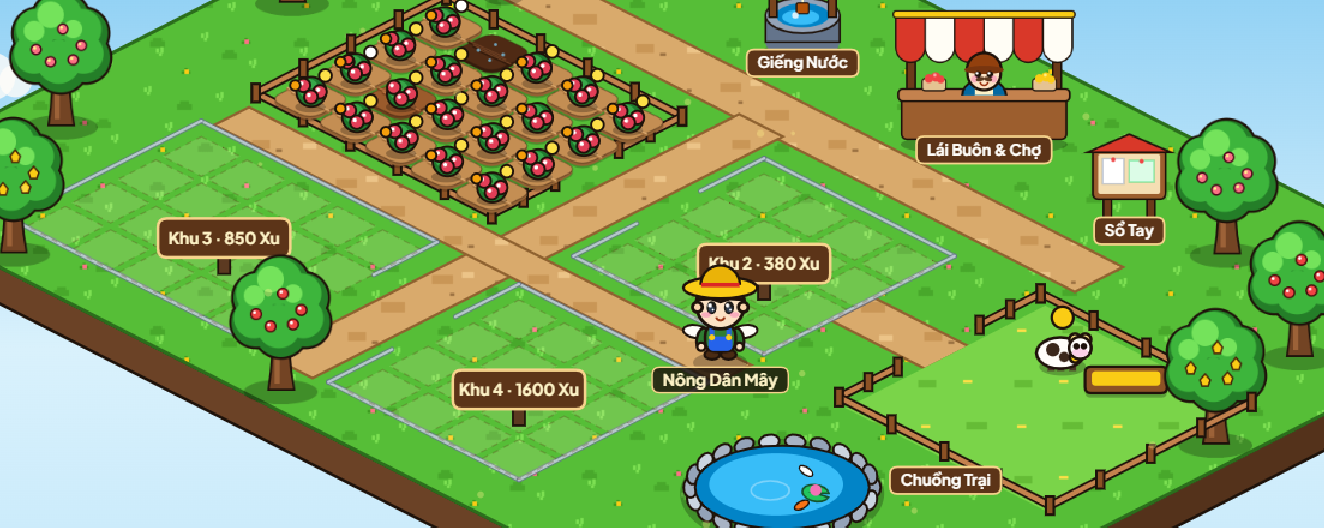 Giếng Nước
Lái Buôn & Chợ
Sổ Tay
Khu 3 · 850 Xu
Khu 2 · 380 Xu
Nông Dân Mây
Khu 4 · 1600 Xu
Chuồng Trại